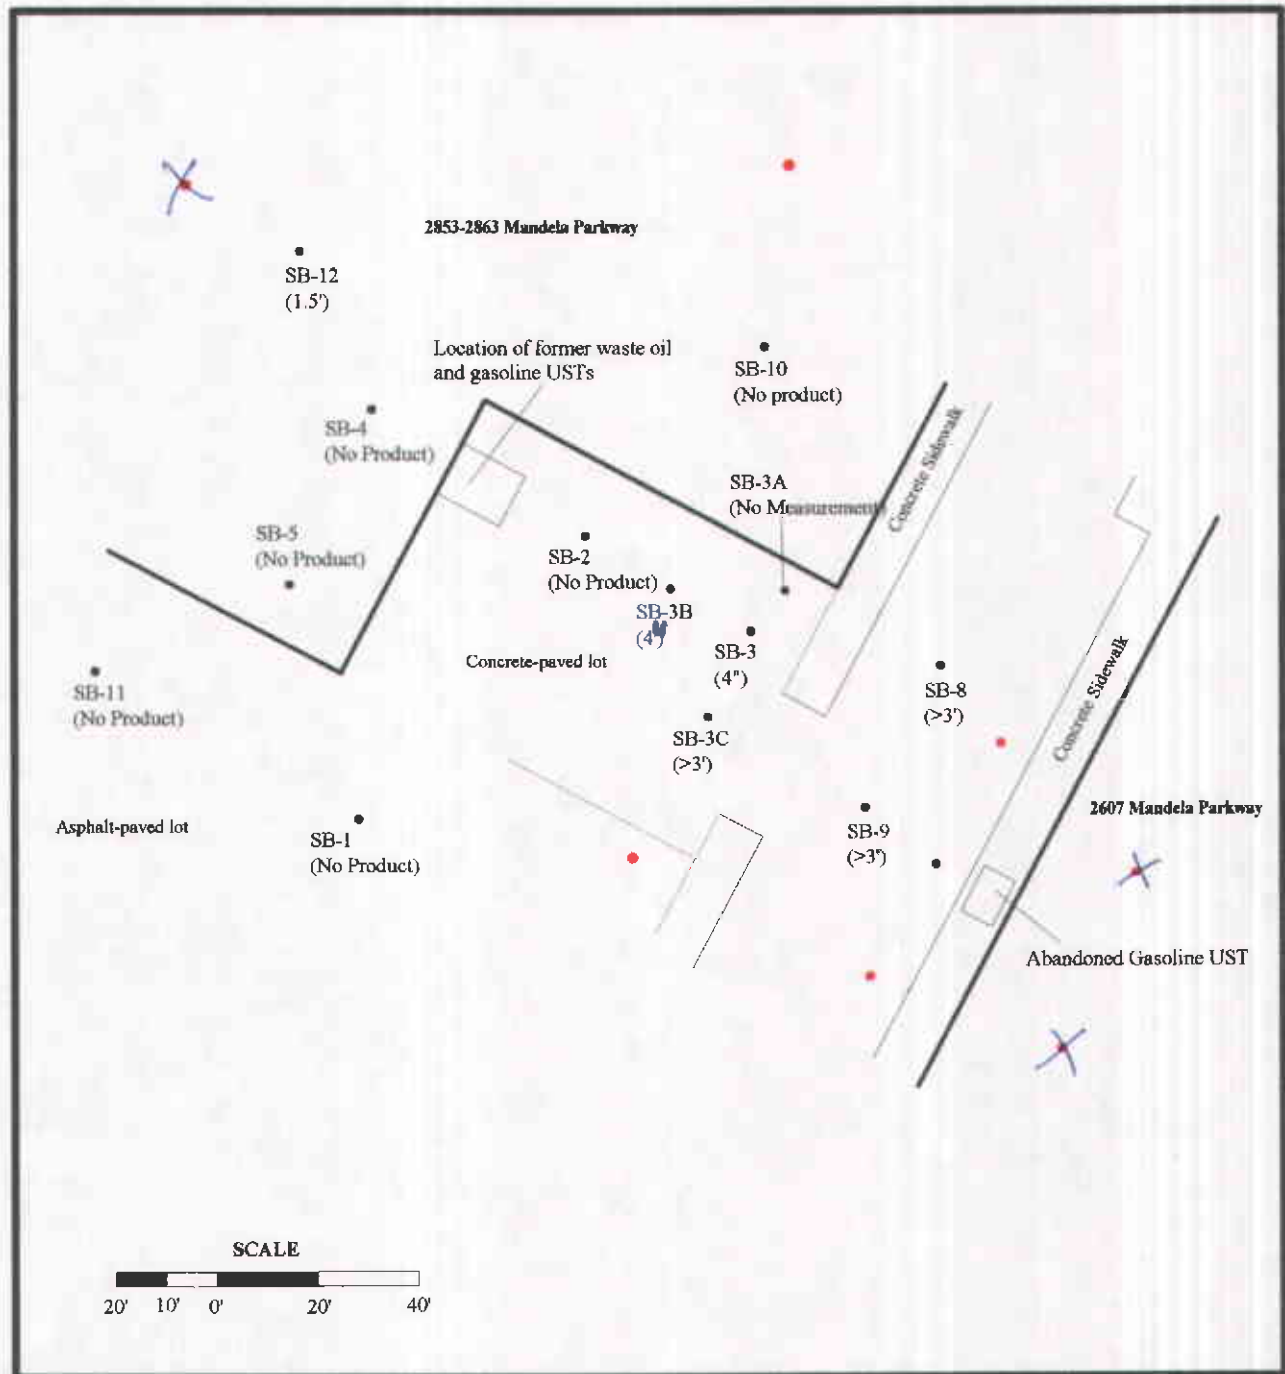 2853-2863 Mandela Parkway
SB-12
(1.5')
Location of former waste oil
and gasoline USTs
SB-10
(No product)
SB-4
(No Product)
Concrete Sidewalk
SB-3A
(No Measurement)
SB-5
(No Product)
SB-2
(No Product)
SB-3B
SB-3
(4")
Concrete-paved lot
SB-11
(No Product)
SB-8
(>3')
Concrete Sidewalk
SB-3C
(>3')
2607 Mandela Parkway
Asphalt-paved lot
SB-1
(No Product)
SB-9
(>3')
Abandoned Gasoline UST
SCALE
20' 10' 0' 20' 40'